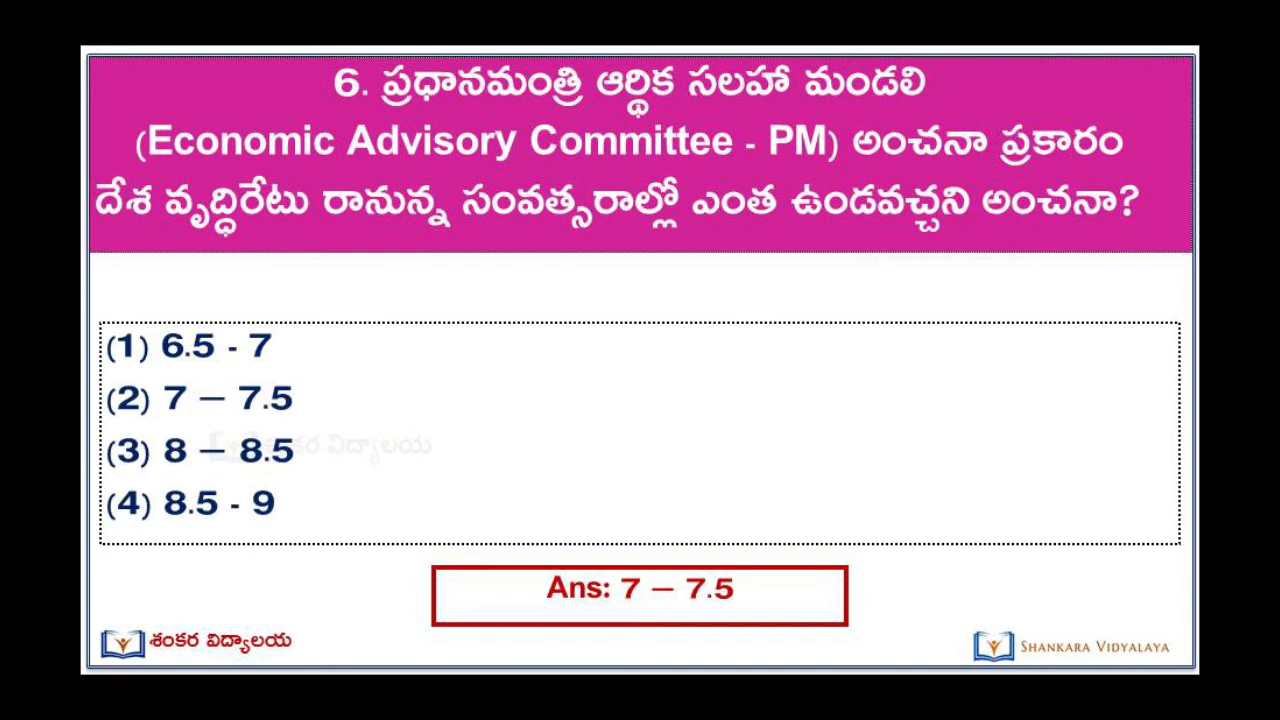 6. ప్రధానమంత్రి ఆర్థిక సలహా మండలి
(Economic Advisory Committee - PM) అంచనా ప్రకారం
దేశ వృద్ధిరేటు రానున్న సంవత్సరాల్లో ఎంత ఉండవచ్చని అంచనా?
(1) 6.5 - 7
(2) 7 – 7.5
(3) 8 – 8.5
శంకర విద్యాలయ
(4) 8.5 - 9
Ans: 7 – 7.5
శంకర విద్యాలయ
SHANKARA VIDYALAYA